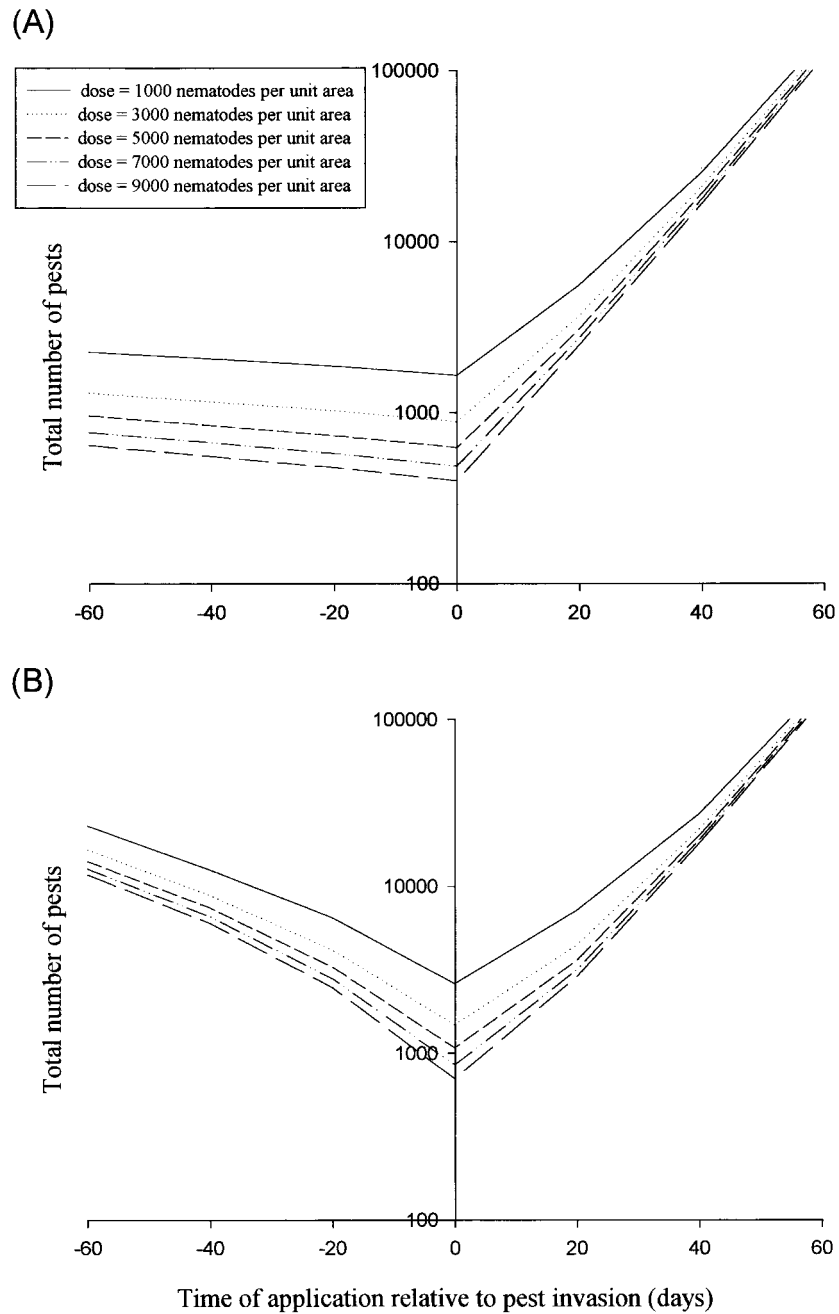 (A)
dose = 1000 nematodes per unit area
dose = 3000 nematodes per unit area
dose = 5000 nematodes per unit area
dose = 7000 nematodes per unit area
dose = 9000 nematodes per unit area
100000
10000
1000
100
Total number of pests
-60 -40 -20 0 20 40 60
(B)
100000
10000
1000
100
Total number of pests
-60 -40 -20 0 20 40 60
Time of application relative to pest invasion (days)